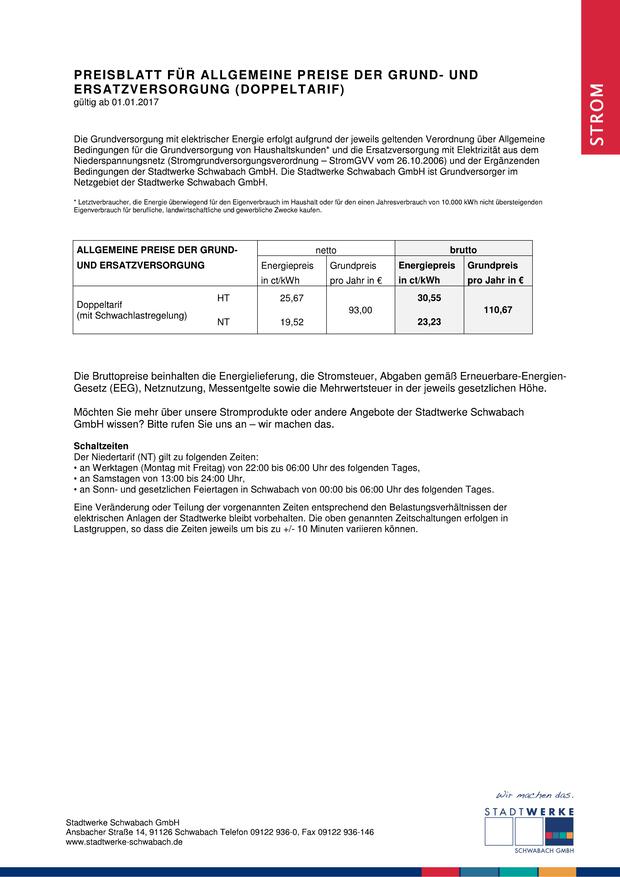 STROM
PREISBLATT FÜR ALLGEMEINE PREISE DER GRUND- UND
ERSATZVERSORGUNG (DOPPELTARIF)
gültig ab 01.01.2017
Die Grundversorgung mit elektrischer Energie erfolgt aufgrund der jeweils geltenden Verordnung über Allgemeine
Bedingungen für die Grundversorgung von Haushaltskunden* und die Ersatzversorgung mit Elektrizität aus dem
Niederspannungsnetz (Stromgrundversorgungsverordnung – StromGVV vom 26.10.2006) und der Ergänzenden
Bedingungen der Stadtwerke Schwabach GmbH. Die Stadtwerke Schwabach GmbH ist Grundversorger im
Netzgebiet der Stadtwerke Schwabach GmbH.
* Letztverbraucher, die Energie überwiegend für den Eigenverbrauch im Haushalt oder für den einen Jahresverbrauch von 10.000 kWh nicht übersteigenden
Eigenverbrauch für berufliche, landwirtschaftliche und gewerbliche Zwecke kaufen.
ALLGEMEINE PREISE DER GRUND- netto brutto
UND ERSATZVERSORGUNG Energiepreis Grundpreis Energiepreis Grundpreis
in ct/kWh pro Jahr in € in ct/kWh pro Jahr in €
Doppeltarif HT 25,67 93,00 30,55 110,67
(mit Schwachlastregelung) NT 19,52 23,23
Die Bruttopreise beinhalten die Energielieferung, die Stromsteuer, Abgaben gemäß Erneuerbare-Energien-
Gesetz (EEG), Netznutzung, Messentgelte sowie die Mehrwertsteuer in der jeweils gesetzlichen Höhe.
Möchten Sie mehr über unsere Stromprodukte oder andere Angebote der Stadtwerke Schwabach
GmbH wissen? Bitte rufen Sie uns an – wir machen das.
Schaltzeiten
Der Niedertarif (NT) gilt zu folgenden Zeiten:
• an Werktagen (Montag mit Freitag) von 22:00 bis 06:00 Uhr des folgenden Tages,
• an Samstagen von 13:00 bis 24:00 Uhr,
• an Sonn- und gesetzlichen Feiertagen in Schwabach von 00:00 bis 06:00 Uhr des folgenden Tages.
Eine Veränderung oder Teilung der vorgenannten Zeiten entsprechend den Belastungsverhältnissen der
elektrischen Anlagen der Stadtwerke bleibt vorbehalten. Die oben genannten Zeitschaltungen erfolgen in
Lastgruppen, so dass die Zeiten jeweils um bis zu +/- 10 Minuten variieren können.
Wir machen das.
STADTWERKE
SCHWABACH GMBH
Stadtwerke Schwabach GmbH
Ansbacher Straße 14, 91126 Schwabach Telefon 09122 936-0, Fax 09122 936-146
www.stadtwerke-schwabach.de